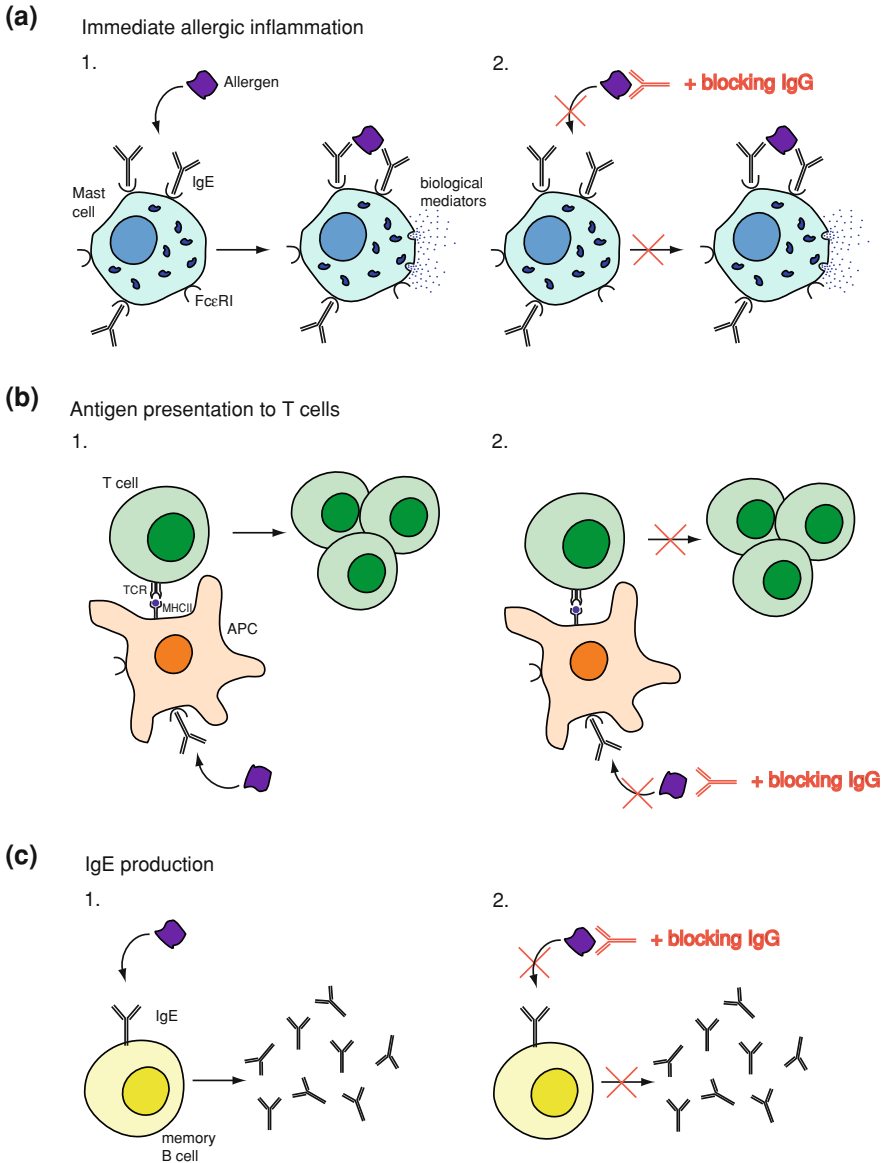 (a)
Immediate allergic inflammation
1.
Allergen
IgE
Mast
cell
FcεRI
biological
mediators
2.
+ blocking IgG
(b)
Antigen presentation to T cells
1.
T cell
TCR
MHCII
APC
2.
+ blocking IgG
(c)
IgE production
1.
IgE
memory
B cell
2.
+ blocking IgG